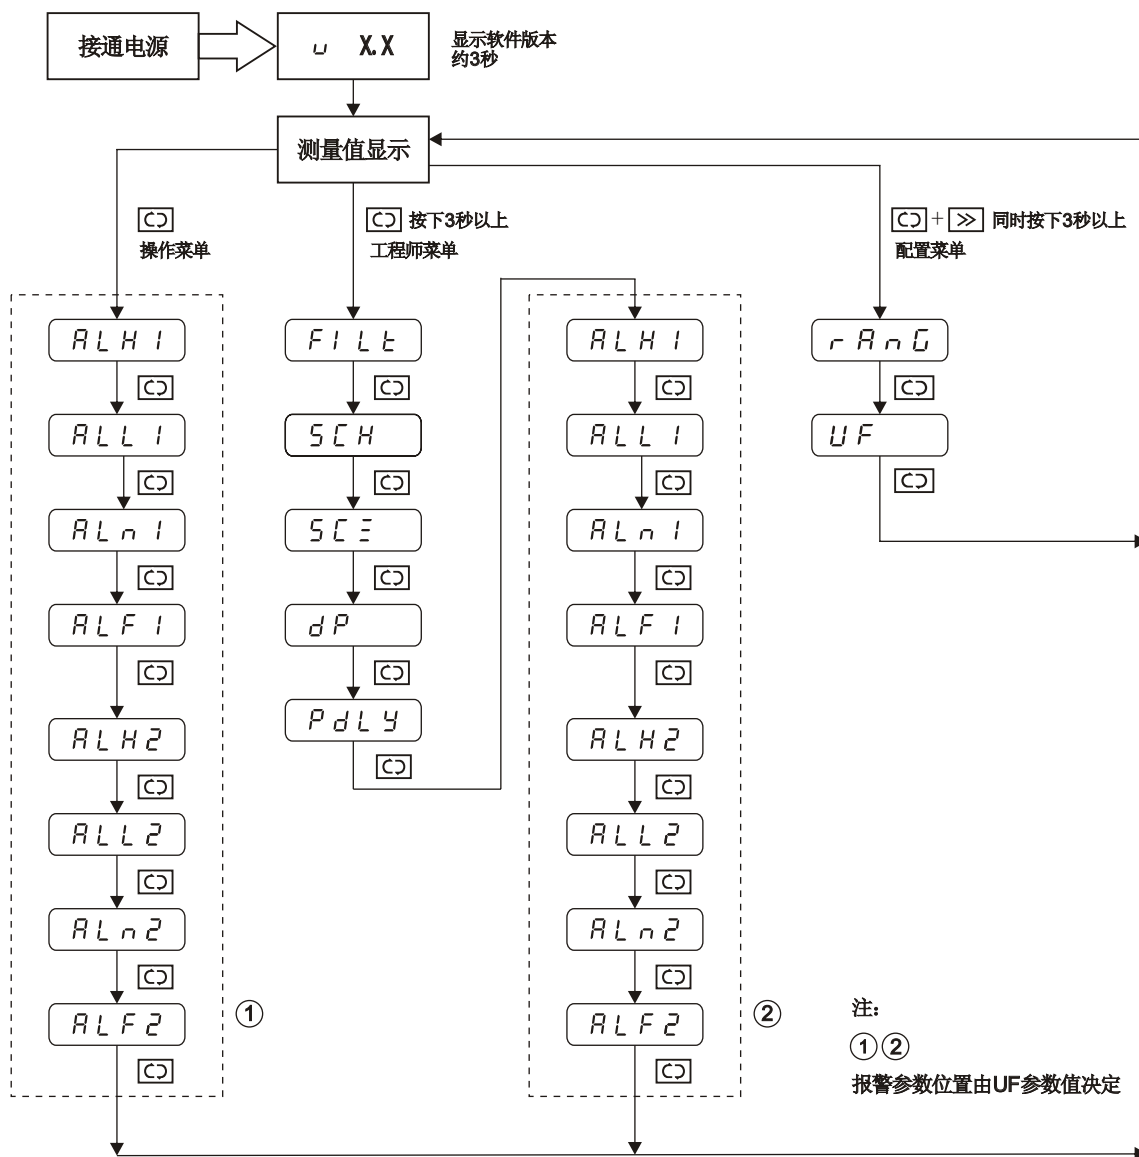 接通电源
u X.X
显示软件版本
约3秒
测量值显示
操作菜单
按下3秒以上
工程师菜单
+ ≫ 同时按下3秒以上
配置菜单
ALH1
ALL1
ALn1
ALF1
ALH2
ALL2
ALn2
ALF2
①
FILt
SCH
SCΞ
dP
PdLY
ALH1
ALL1
ALn1
ALF1
ALH2
ALL2
ALn2
ALF2
②
rAnG
UF
注：
①②
报警参数位置由UF参数值决定